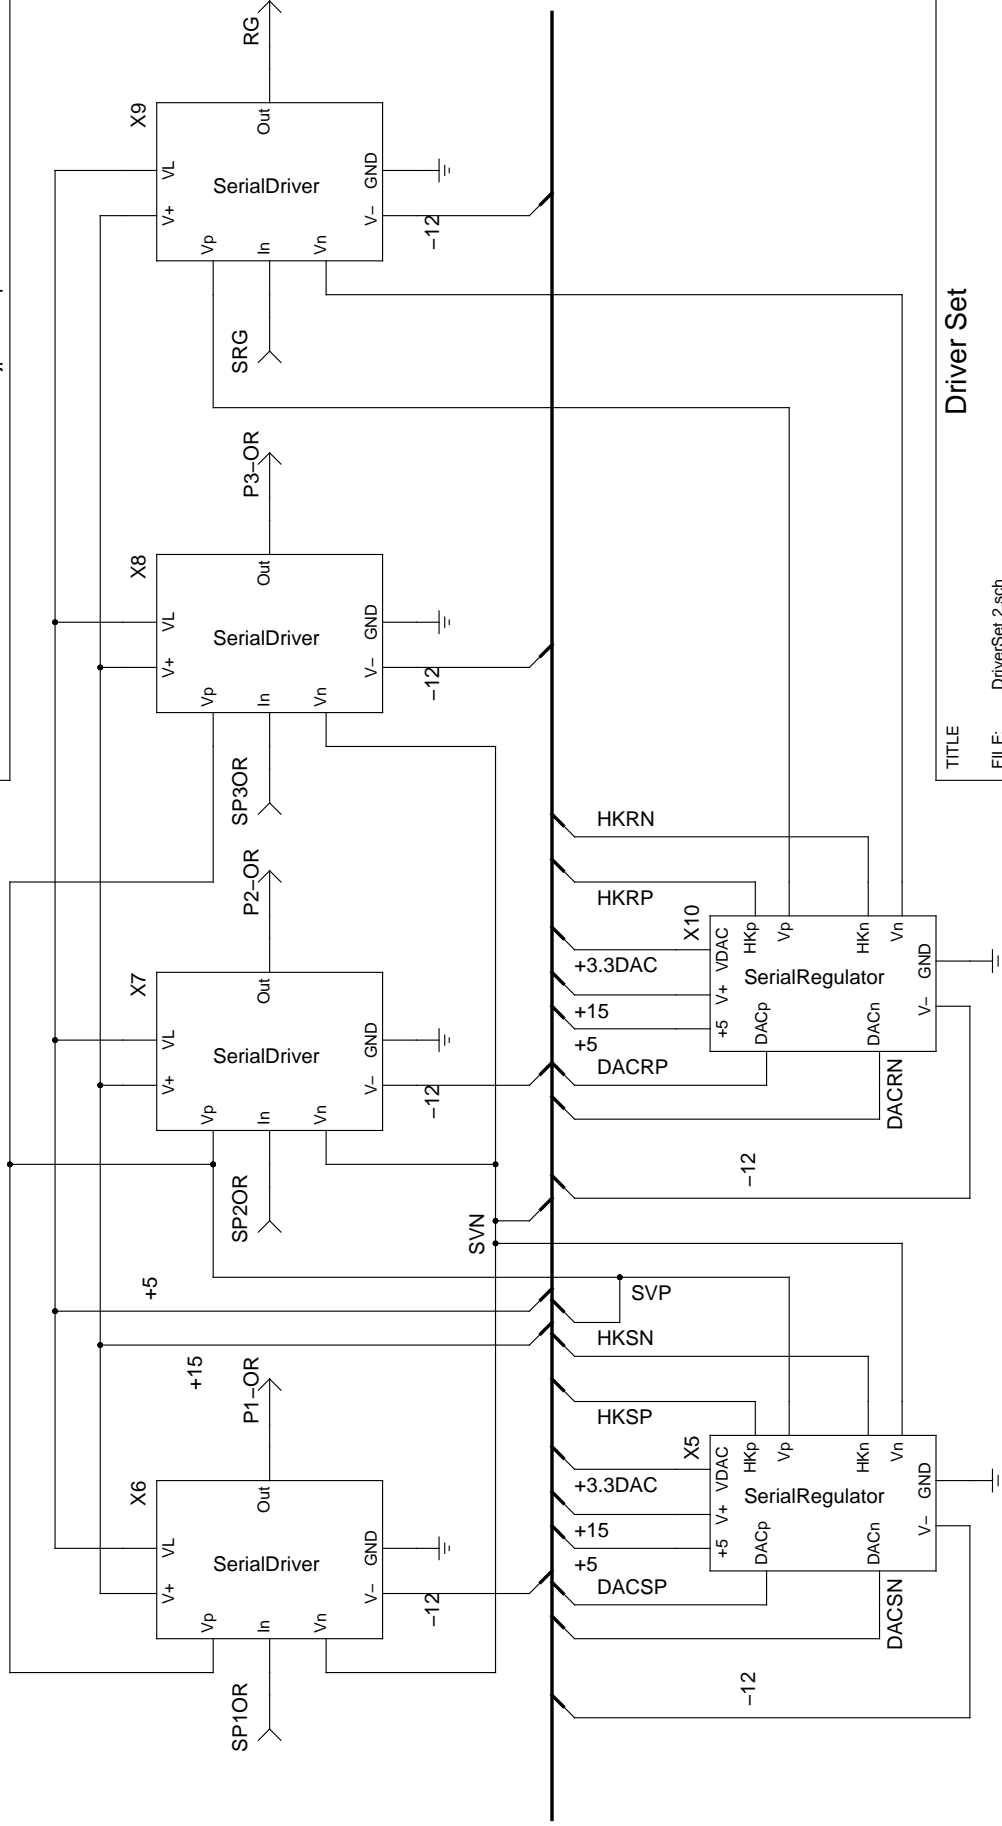 X6
V+
VL
Vp
In
Vn
SerialDriver
Out
V−
GND
SP1OR
P1−OR
−12
+15
+5
X7
V+
VL
Vp
In
Vn
SerialDriver
Out
V−
GND
SP2OR
P2−OR
−12
X8
V+
VL
Vp
In
Vn
SerialDriver
Out
V−
GND
SP3OR
P3−OR
−12
X9
V+
VL
Vp
In
Vn
SerialDriver
Out
V−
GND
SRG
RG
−12
SVN
SVP
DACSP
+5
+15
+3.3DAC
HKSP
HKSN
X5
+5
V+
VDAC
DACp
HKp
Vp
SerialRegulator
DACn
HKn
Vn
V−
GND
DACSN
−12
DACRP
+5
+15
+3.3DAC
HKRP
HKRN
X10
+5
V+
VDAC
DACp
HKp
Vp
SerialRegulator
DACn
HKn
Vn
V−
GND
DACRN
−12
TITLE
Driver Set
FILE: DriverSet.2.sch